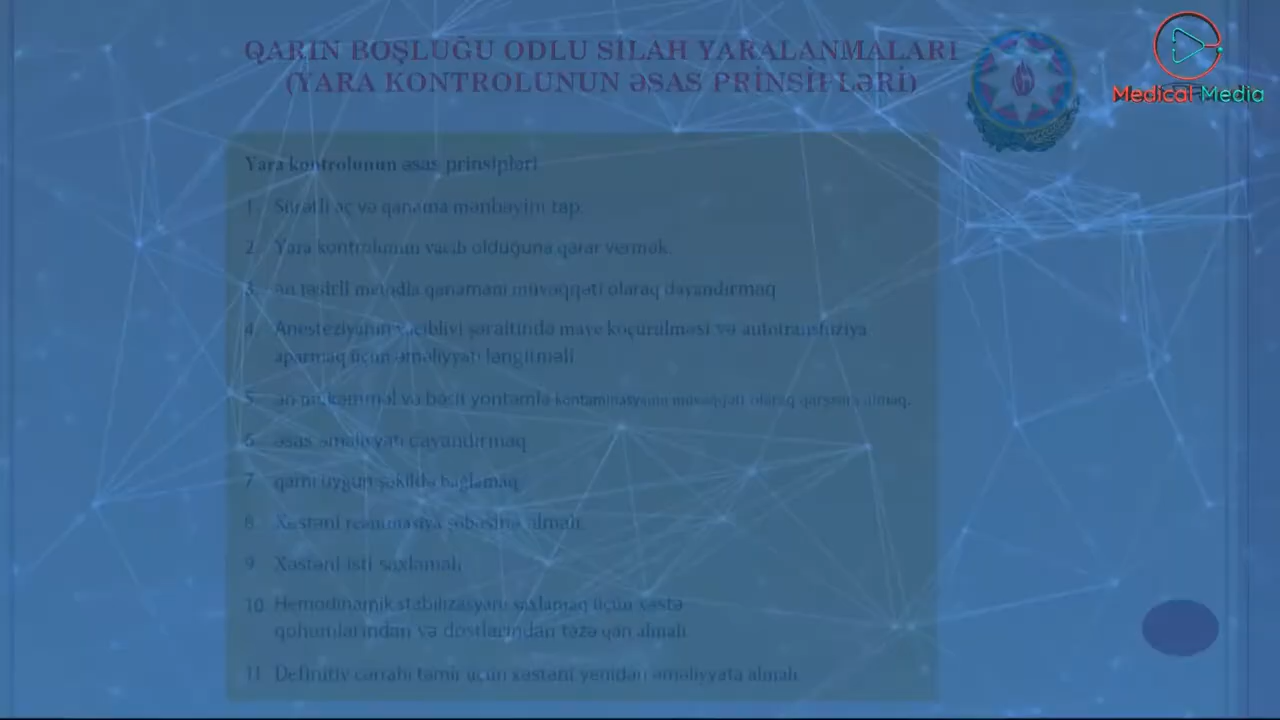 QARIN BOŞLUĞU ODLU SİLAH YARALANMALARI
(YARA KONTROLUNUN ƏSAS PRİNSİPLƏRİ)
Medical Media
Yara kontrolunun əsas prinsipləri
1. Sürətli aç və qanama mənbəyini tap.
2. Yara kontrolunun vacib olduğuna qərar vermək.
3. ən təsirli metodla qanamanı müvəqqəti olaraq dayandırmaq
4. Anesteziyanın vacibliyi şəraitində maye köçürülməsi və autotransfuziya
aparmaq üçün əməliyyatı ləngitməli
5. ən mükəmməl və bəsit yöntəmlə kontaminasyonu müvəqqəti olaraq qarşısını almaq.
6. əsas əməliyyatı dayandırmaq
7. qarnı uyğun şəkildə bağlamaq
8. Xəstəni reanimasiya şöbəsinə almalı
9. Xəstəni isti saxlamalı
10. Hemodinamik stabilizasyanı saxlamaq üçün xəstə
qohumlarından və dostlarından təzə qan almalı
11. Definitiv cərrahi təmir üçün xəstəni yenidən əməliyyata almalı